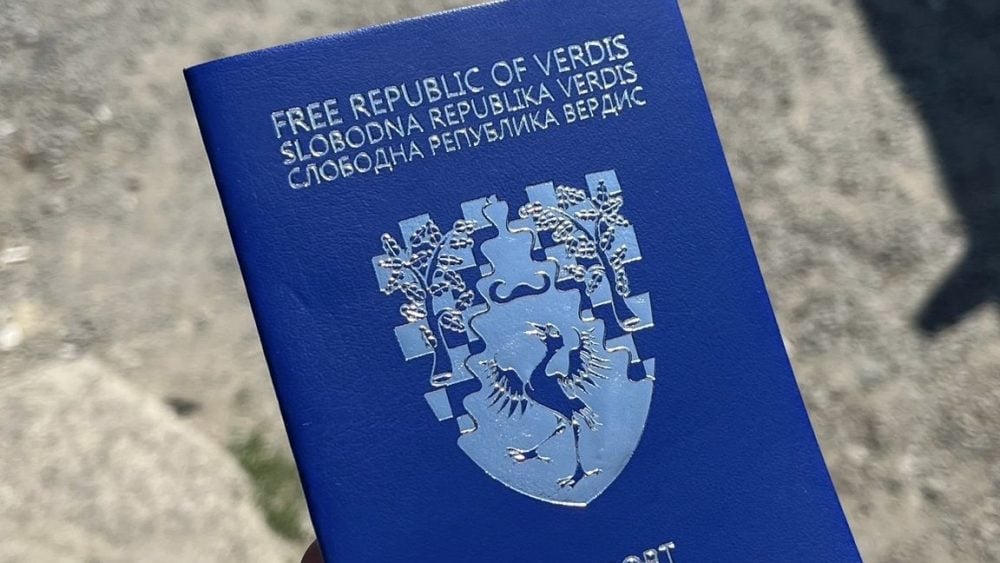 FREE REPUBLIC OF VERDIS
SLOBODNA REPUBLIKA VERDIS
СЛОБОДНА РЕПУБЛИКА ВЕРДИС